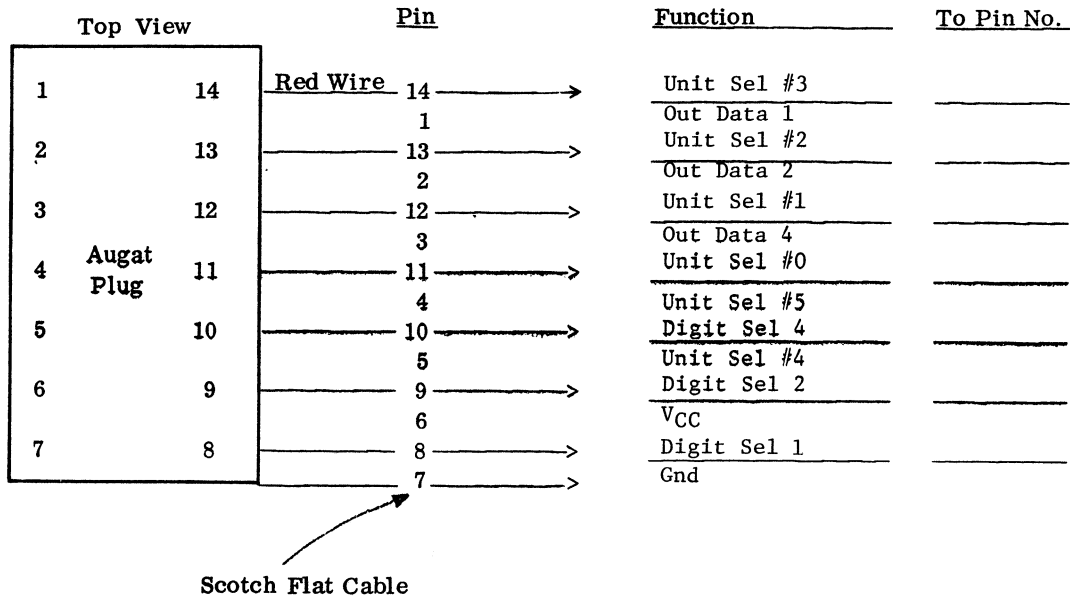 Top View Pin Function To Pin No.
1 14 Red Wire 14 Unit Sel #3
1 Out Data 1
2 13 13 Unit Sel #2
2 Out Data 2
3 12 12 Unit Sel #1
3 Out Data 4
4 Augat Plug 11 11 Unit Sel #0
4 Unit Sel #5
5 10 10 Digit Sel 4
5 Unit Sel #4
6 9 9 Digit Sel 2
6 VCC
7 8 8 Digit Sel 1
7 Gnd
Scotch Flat Cable